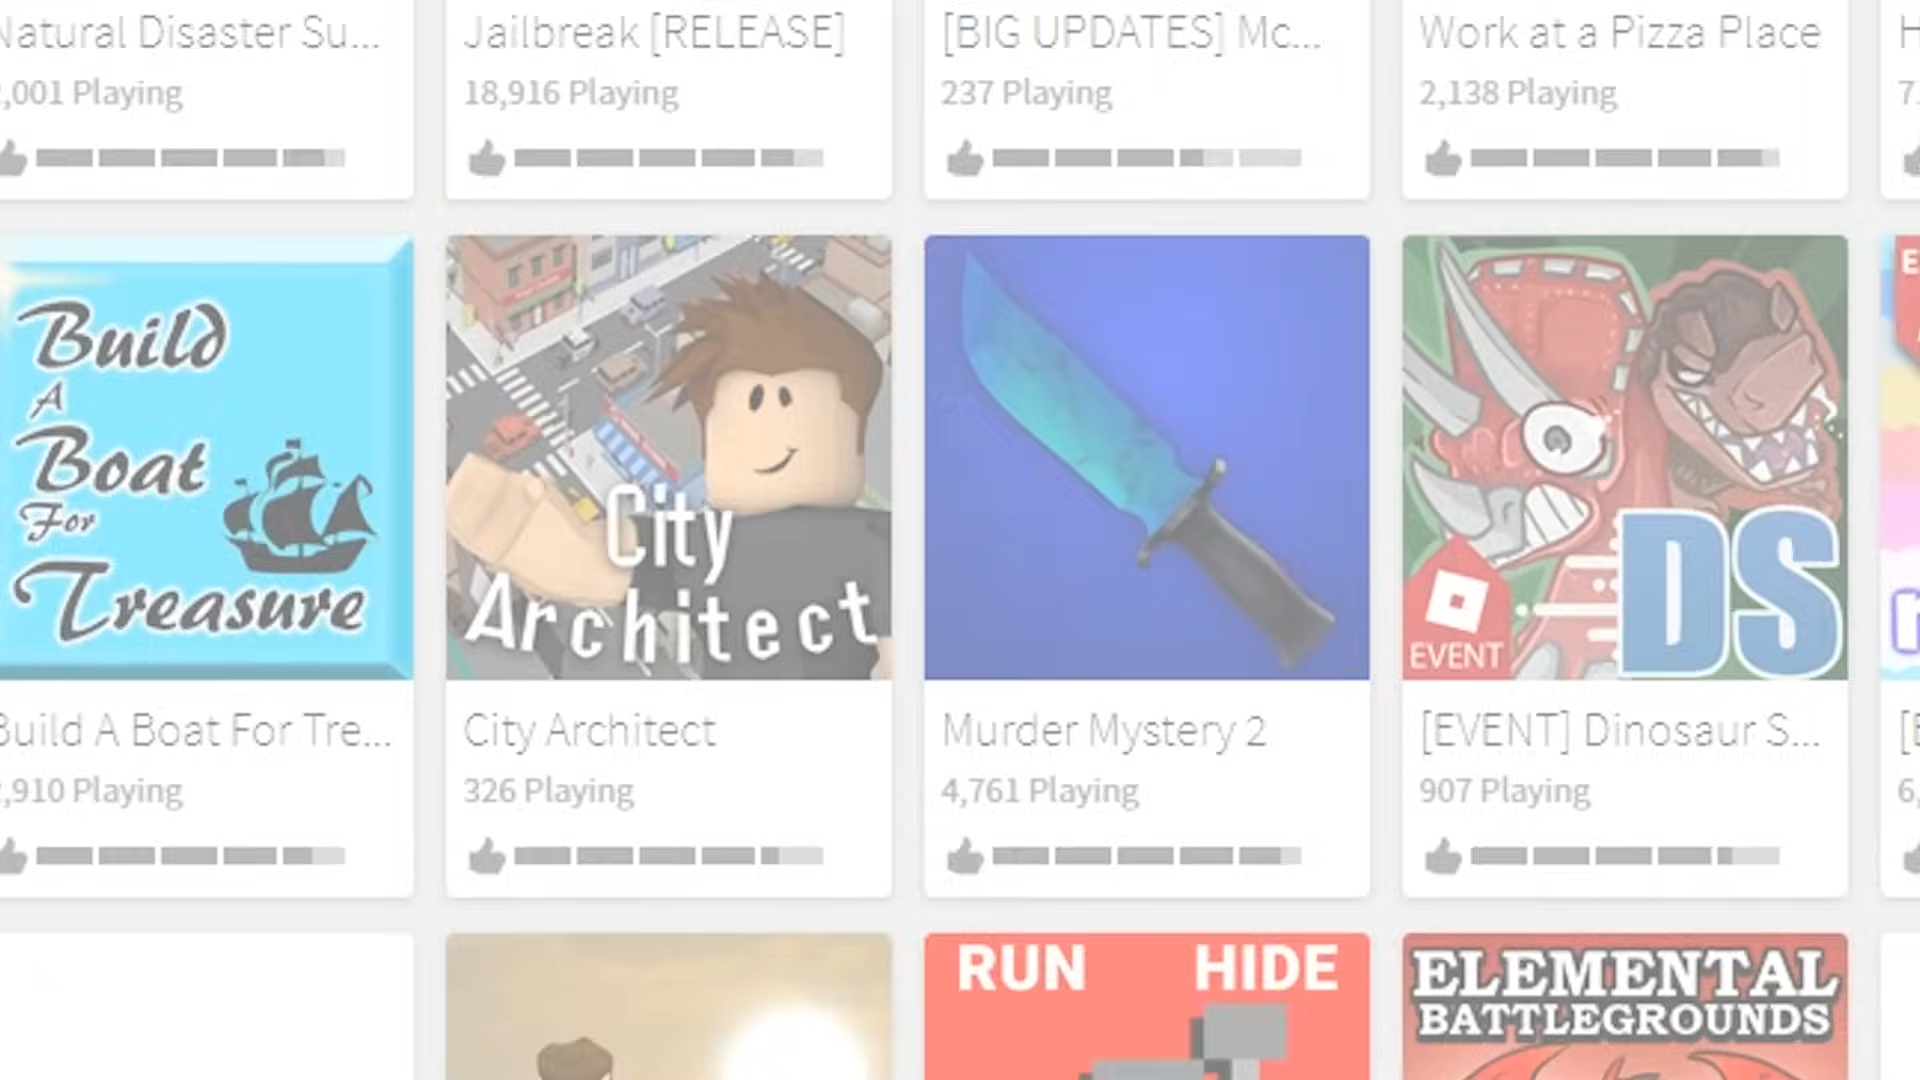 Natural Disaster Su...
Jailbreak [RELEASE]
[BIG UPDATES] Mc...
Work at a Pizza Place
,001 Playing
18,916 Playing
237 Playing
2,138 Playing
Build
A
Boat
For
Treasure
City
Architect
EVENT
DS
Build A Boat For Tre...
City Architect
Murder Mystery 2
[EVENT] Dinosaur S...
,910 Playing
326 Playing
4,761 Playing
907 Playing
RUN HIDE
ELEMENTAL
BATTLEGROUNDS